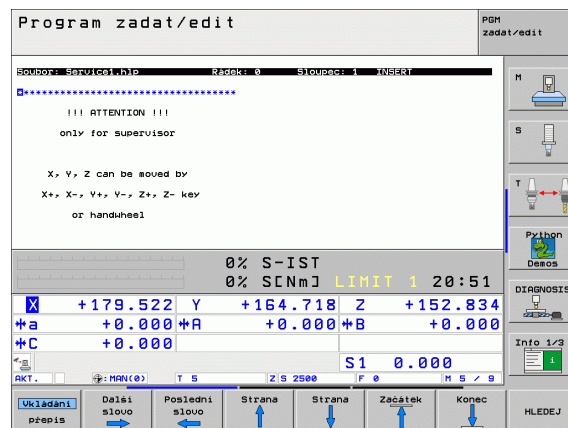 Program zadat/edit
PGM
zadat/edit
Soubor: Service1.hlp Rádek: 0 Sloupec: 1 INSERT
***********************************
!!! ATTENTION !!!
only for supervisor
X, Y, Z can be moved by
X+, X-, Y+, Y-, Z+, Z- key
or handwheel
M
S
T
Python
Demos
DIAGNOSIS
Info 1/3
0% S-IST
0% S[Nm] LIMIT 1 20:51
X +179.522 Y +164.718 Z +152.834
a +0.000 A +0.000 B +0.000
C +0.000
S1 0.000
AKT. MAN(0) T 5 Z S 2500 F 0 M 5 / 9
Vkládání
přepis
Další
slovo
Poslední
slovo
Strana
Strana
Začátek
Konec
HLEDEJ